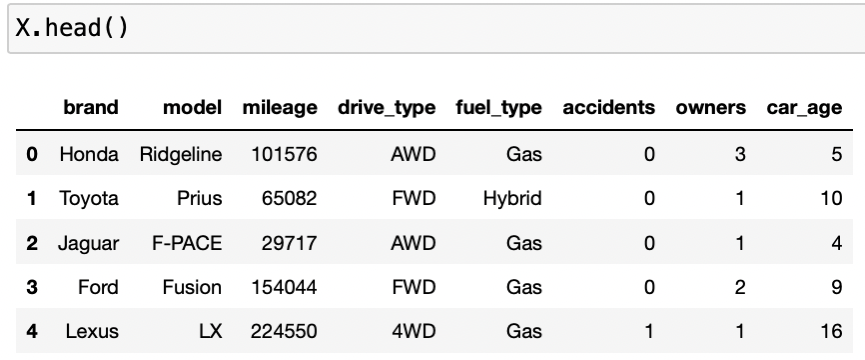 X.head()
brand model mileage drive_type fuel_type accidents owners car_age
0 Honda Ridgeline 101576 AWD Gas 0 3 5
1 Toyota Prius 65082 FWD Hybrid 0 1 10
2 Jaguar F-PACE 29717 AWD Gas 0 1 4
3 Ford Fusion 154044 FWD Gas 0 2 9
4 Lexus LX 224550 4WD Gas 1 1 16